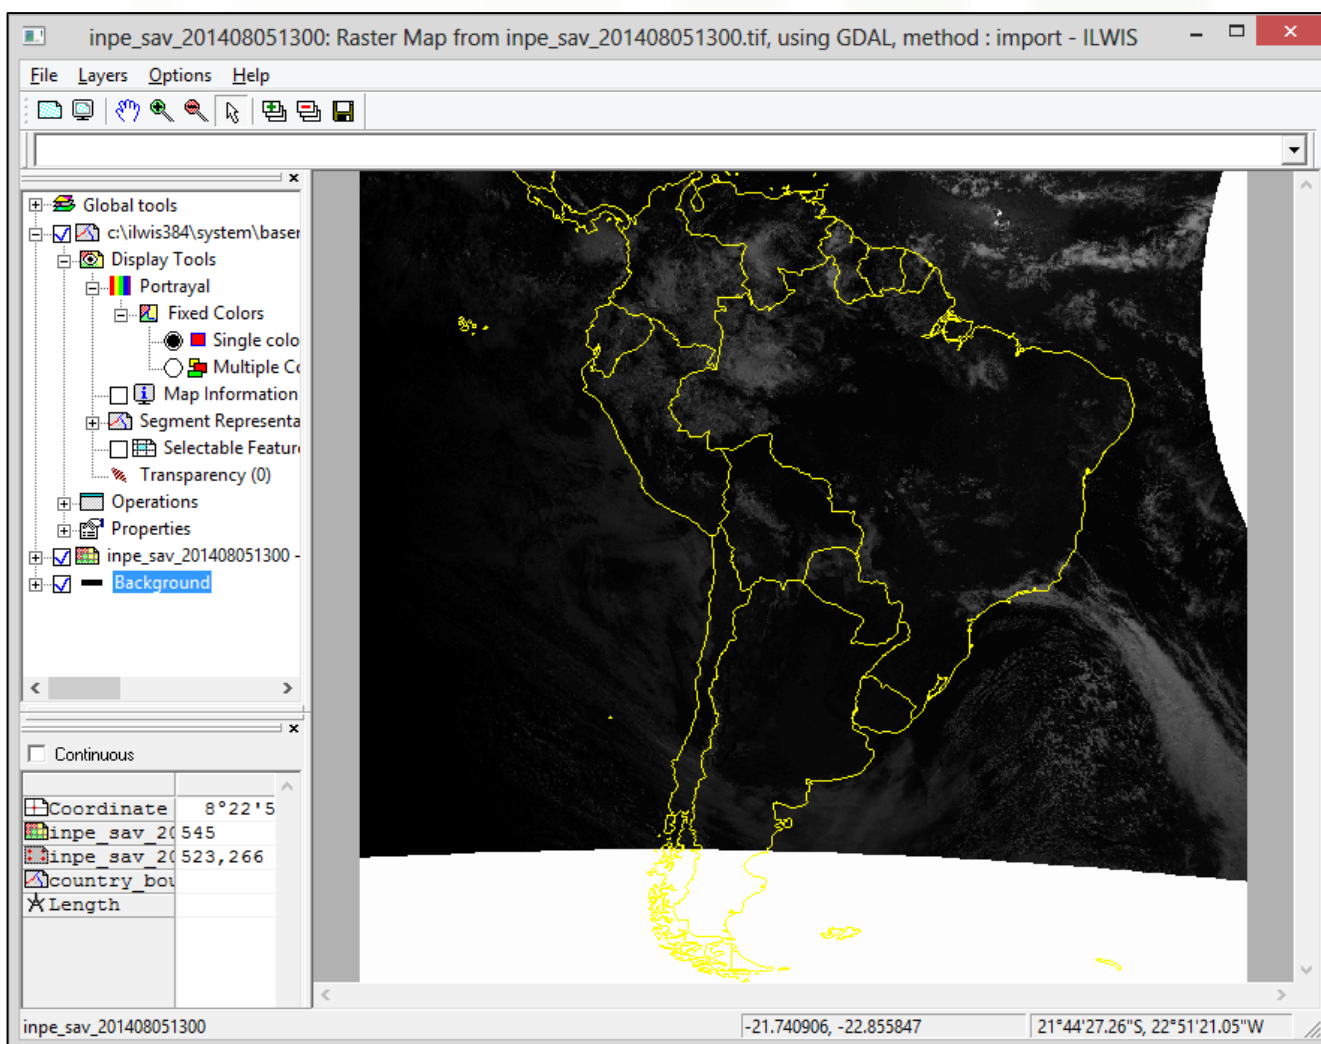 inpe_sav_201408051300: Raster Map from inpe_sav_201408051300.tif, using GDAL, method : import - ILWIS
File Layers Options Help
Global tools
c:\ilwis384\system\baser
Display Tools
Portrayal
Fixed Colors
Single colo
Multiple Co
Map Information
Segment Representa
Selectable Featur
Transparency (0)
Operations
Properties
inpe_sav_201408051300 -
Background
Continuous
Coordinate 8°22'5
inpe_sav_20 545
inpe_sav_20 523,266
country_bou
Length
inpe_sav_201408051300 -21.740906, -22.855847 21°44'27.26"S, 22°51'21.05"W